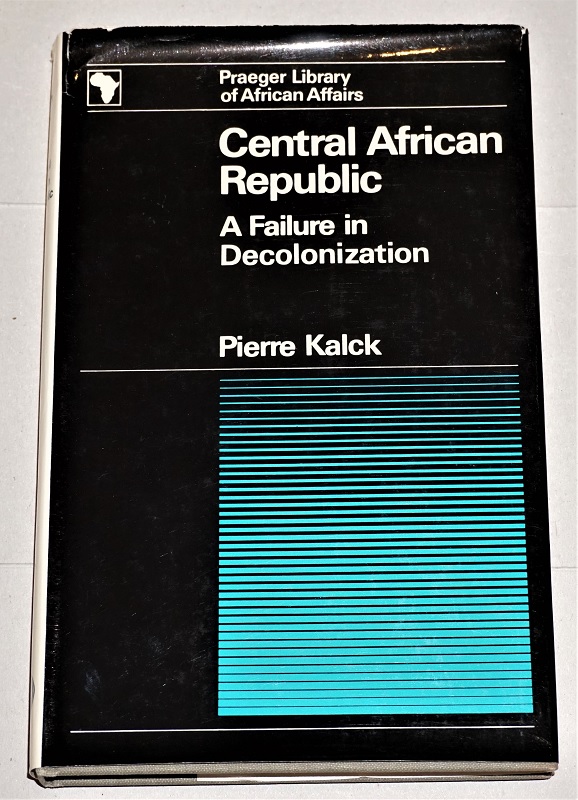 Praeger Library
of African Affairs
Central African
Republic
A Failure in
Decolonization
Pierre Kalck